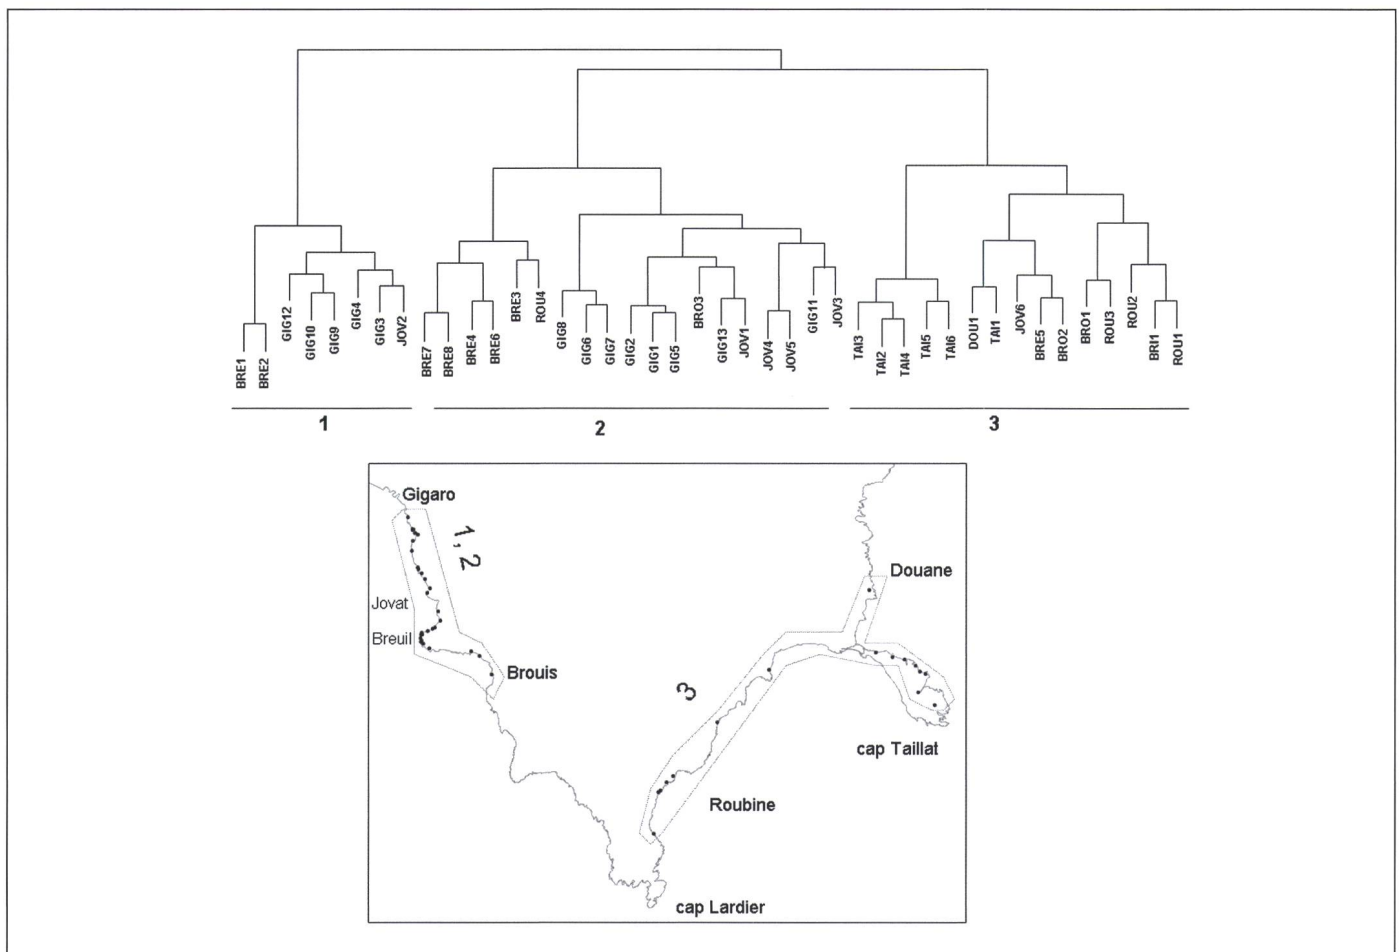 BRE1
BRE2
GIG12
GIG10
GIG9
GIG4
GIG3
JOV2
BRE7
BRE8
BRE4
BRE6
BRE3
ROU4
GIG8
GIG6
GIG7
GIG2
GIG1
GIG5
BRO3
GIG13
JOV1
JOV4
JOV5
GIG11
JOV3
TAI3
TAI2
TAI4
TAI5
TAI6
DOU1
TAI1
JOV6
BRE5
BRO2
BRO1
ROU3
ROU2
BRI1
ROU1
1
2
3
Gigaro
1,2
Jovat
Breuil
Brouis
Douane
3
cap Taillat
Roubine
cap Lardier